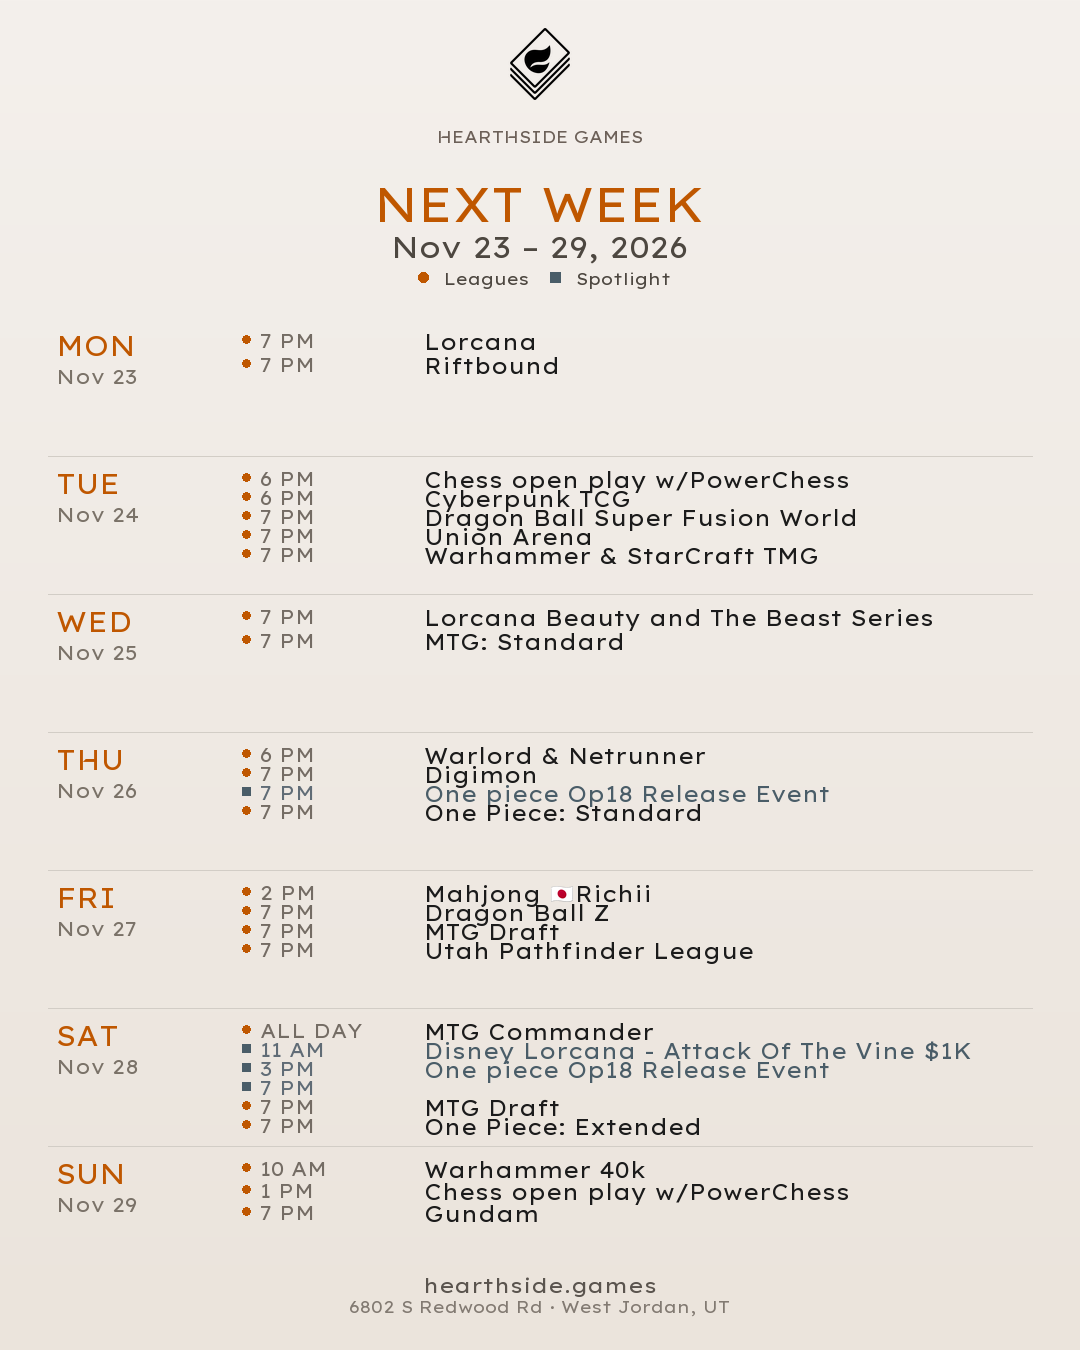 HEARTHSIDE GAMES
NEXT WEEK
Nov 23 – 29, 2026
Leagues Spotlight
MON
Nov 23
7 PM Lorcana
7 PM Riftbound
TUE
Nov 24
6 PM Chess open play w/PowerChess
6 PM Cyberpunk TCG
7 PM Dragon Ball Super Fusion World
7 PM Union Arena
7 PM Warhammer & StarCraft TMG
WED
Nov 25
7 PM Lorcana Beauty and The Beast Series
7 PM MTG: Standard
THU
Nov 26
6 PM Warlord & Netrunner
7 PM Digimon
7 PM One piece Op18 Release Event
7 PM One Piece: Standard
FRI
Nov 27
2 PM Mahjong 🇯🇵Richii
7 PM Dragon Ball Z
7 PM MTG Draft
7 PM Utah Pathfinder League
SAT
Nov 28
ALL DAY MTG Commander
11 AM Disney Lorcana - Attack Of The Vine $1K
3 PM One piece Op18 Release Event
7 PM
7 PM MTG Draft
7 PM One Piece: Extended
SUN
Nov 29
10 AM Warhammer 40k
1 PM Chess open play w/PowerChess
7 PM Gundam
hearthside.games
6802 S Redwood Rd · West Jordan, UT